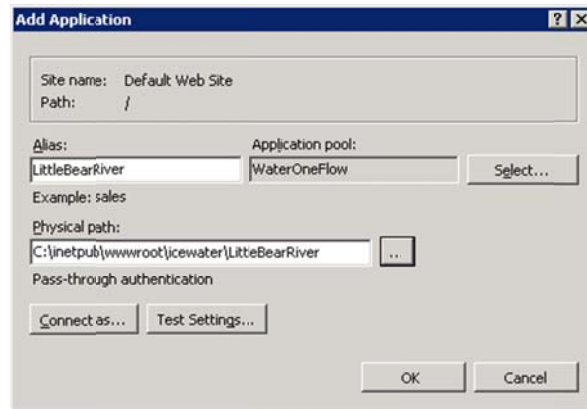 Add Application
Site name: Default Web Site
Path: /
Alias: Application pool:
LittleBearRiver WaterOneFlow Select...
Example: sales
Physical path:
C:\inetpub\wwwroot\icewater\LitteBearRiver ...
Pass-through authentication
Connect as... Test Settings...
OK Cancel